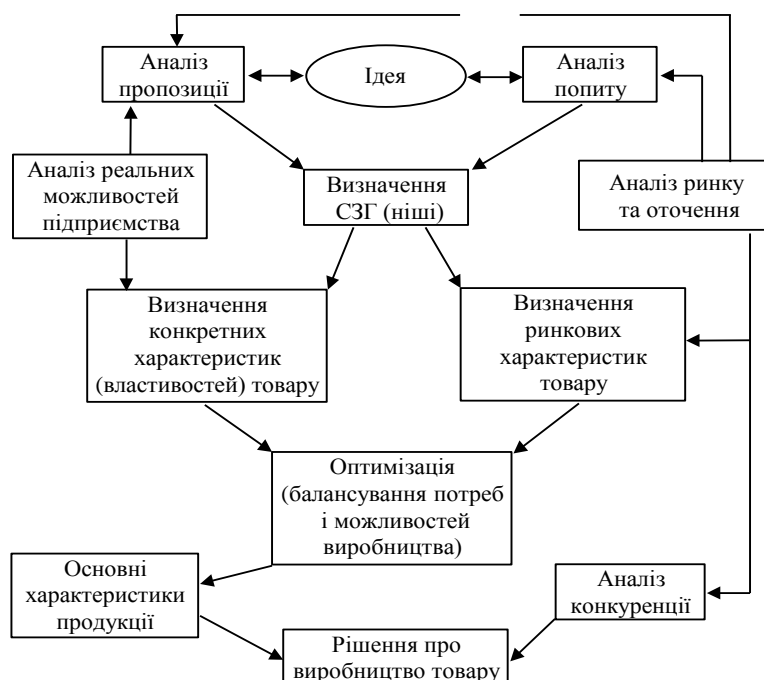 Аналіз
пропозиції
Ідея
Аналіз
попиту
Аналіз реальних
можливостей
підприємства
Визначення
СЗГ (ніші)
Аналіз ринку
та оточення
Визначення
конкретних
характеристик
(властивостей) товару
Визначення
ринкових
характеристик
товару
Оптимізація
(балансування потреб
і можливостей
виробництва)
Основні
характеристики
продукції
Аналіз
конкуренції
Рішення про
виробництво товару